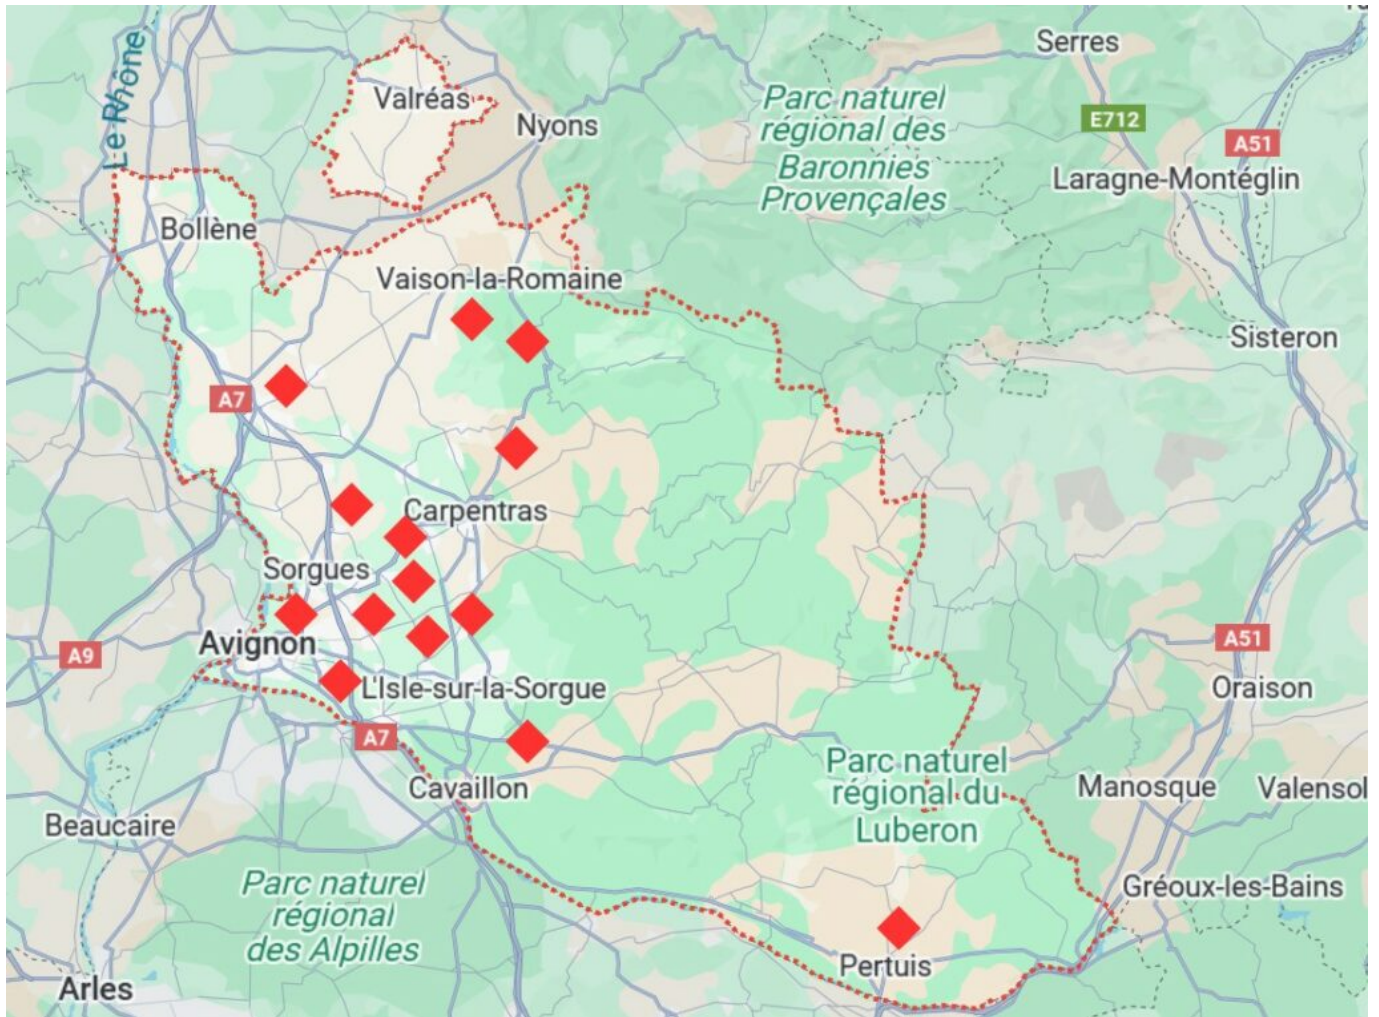 Serres
Le Rhône
Valréas
Parc naturel
régional des
Baronnies
Provençales
E712
Nyons
A51
Laragne-Montéglin
Bollène
Vaison-la-Romaine
Sisteron
A7
Carpentras
Sorgues
Avignon
A9
A51
L'Isle-sur-la-Sorgue
Oraison
A7
Parc naturel
régional du
Luberon
Cavaillon
Manosque
Valensol
Beaucaire
Parc naturel
régional
des Alpilles
Gréoux-les-Bains
Pertuis
Arles